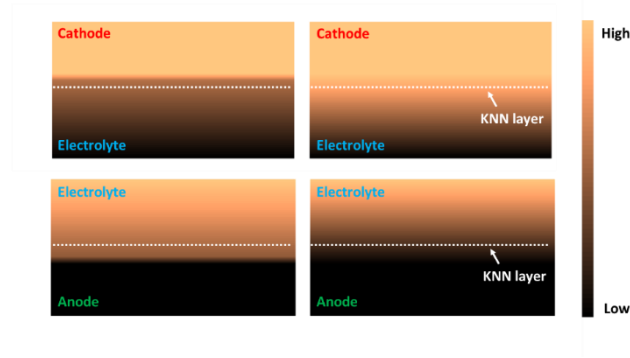 Cathode
Cathode
High
KNN layer
Electrolyte
Electrolyte
Electrolyte
Electrolyte
KNN layer
Anode
Anode
Low